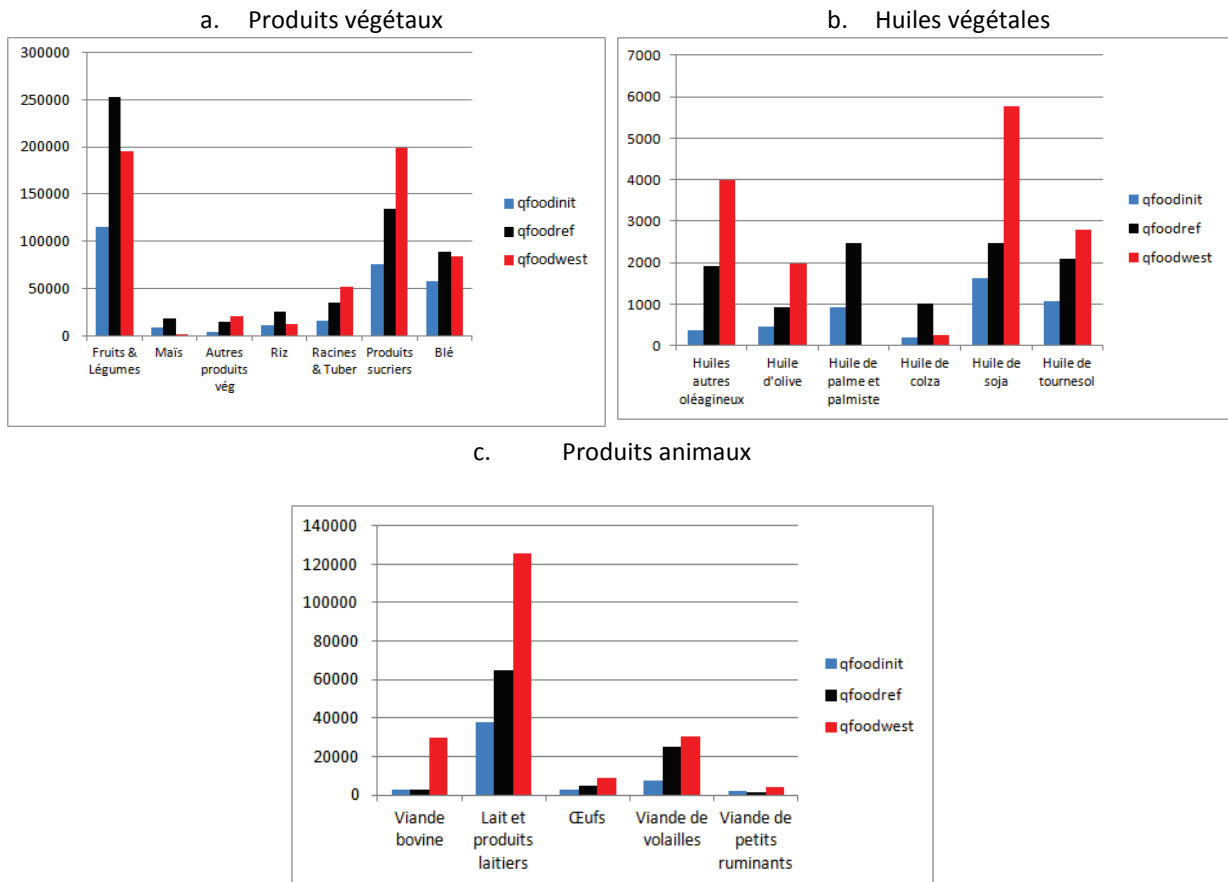 a. Produits végétaux
300000
250000
200000
150000
100000
50000
0
Fruits &
Légumes
Maïs
Autres
produits
vég
Riz
Racines
& Tuber
Produits
sucriers
Blé
qfoodinit
qfoodref
qfoodwest
b. Huiles végétales
7000
6000
5000
4000
3000
2000
1000
0
Huiles
autres
oléagineux
Huile
d'olive
Huile de
palme et
palmiste
Huile de
colza
Huile de
soja
Huile de
tournesol
qfoodinit
qfoodref
qfoodwest
c. Produits animaux
140000
120000
100000
80000
60000
40000
20000
0
Viande
bovine
Lait et
produits
laitiers
Œufs
Viande de
volailles
Viande de
petits
ruminants
qfoodinit
qfoodref
qfoodwest